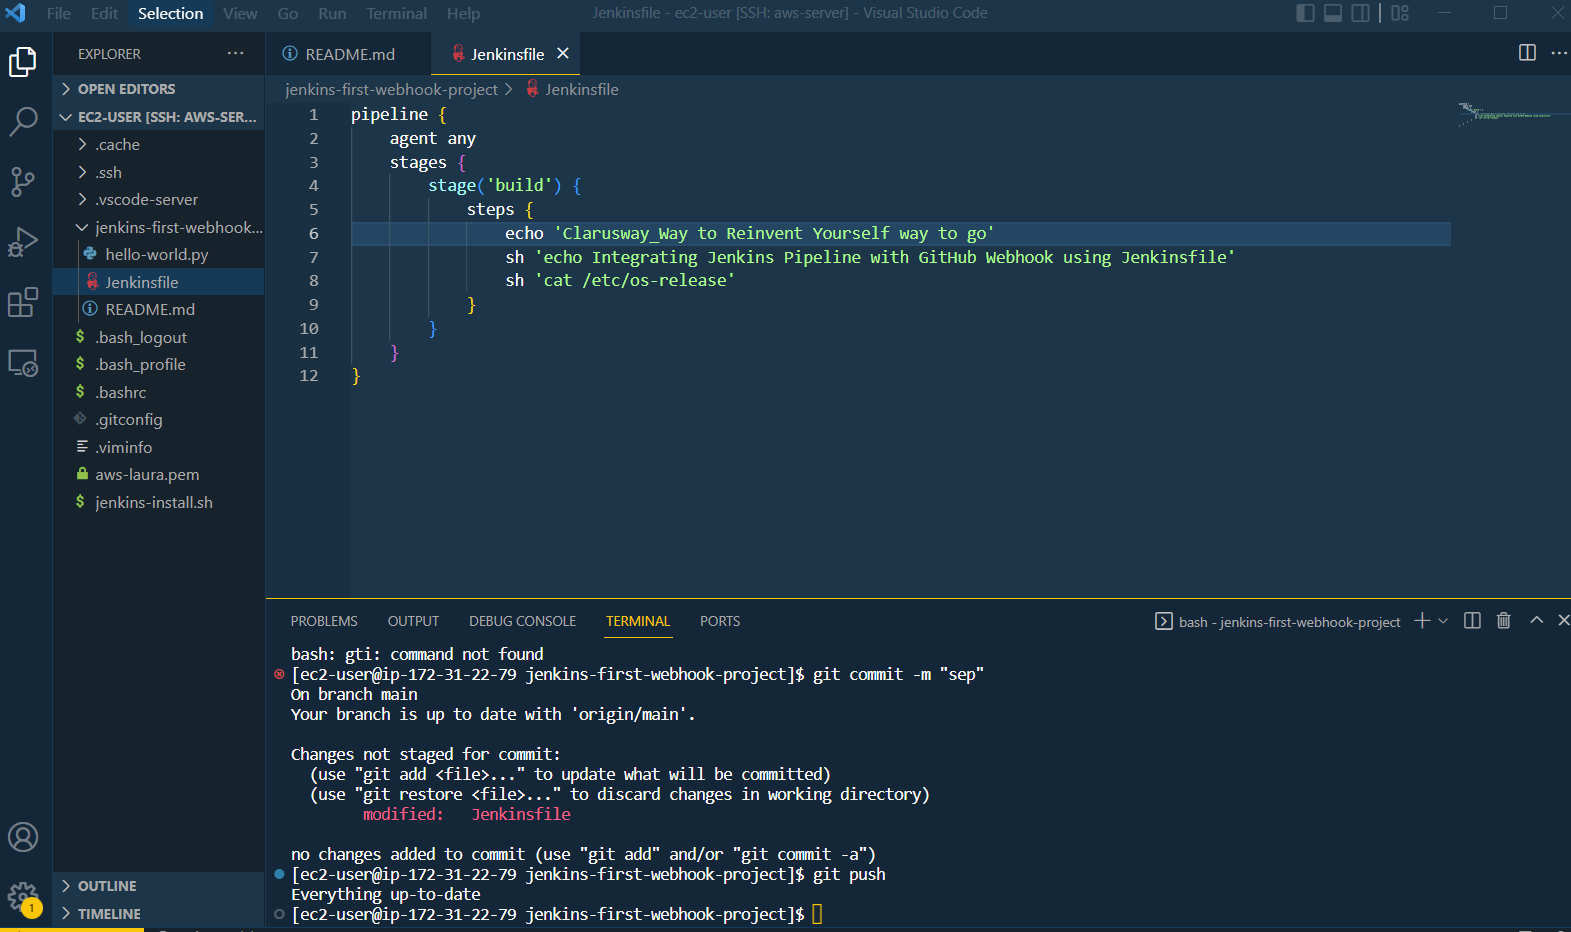 File Edit Selection View Go Run Terminal Help
Jenkinsfile - ec2-user [SSH: aws-server] - Visual Studio Code
EXPLORER ...
OPEN EDITORS
EC2-USER [SSH: AWS-SER...
.cache
.ssh
.vscode-server
jenkins-first-webhook...
hello-world.py
Jenkinsfile
README.md
.bash_logout
.bash_profile
.bashrc
.gitconfig
.viminfo
aws-laura.pem
jenkins-install.sh
OUTLINE
TIMELINE
1
README.md Jenkinsfile
jenkins-first-webhook-project > Jenkinsfile
1 pipeline {
2 agent any
3 stages {
4 stage('build') {
5 steps {
6 echo 'Clarusway_Way to Reinvent Yourself way to go'
7 sh 'echo Integrating Jenkins Pipeline with GitHub Webhook using Jenkinsfile'
8 sh 'cat /etc/os-release'
9 }
10 }
11 }
12 }
PROBLEMS OUTPUT DEBUG CONSOLE TERMINAL PORTS
bash - jenkins-first-webhook-project
bash: gti: command not found
[ec2-user@ip-172-31-22-79 jenkins-first-webhook-project]$ git commit -m "sep"
On branch main
Your branch is up to date with 'origin/main'.
Changes not staged for commit:
(use "git add <file>..." to update what will be committed)
(use "git restore <file>..." to discard changes in working directory)
modified: Jenkinsfile
no changes added to commit (use "git add" and/or "git commit -a")
[ec2-user@ip-172-31-22-79 jenkins-first-webhook-project]$ git push
Everything up-to-date
[ec2-user@ip-172-31-22-79 jenkins-first-webhook-project]$